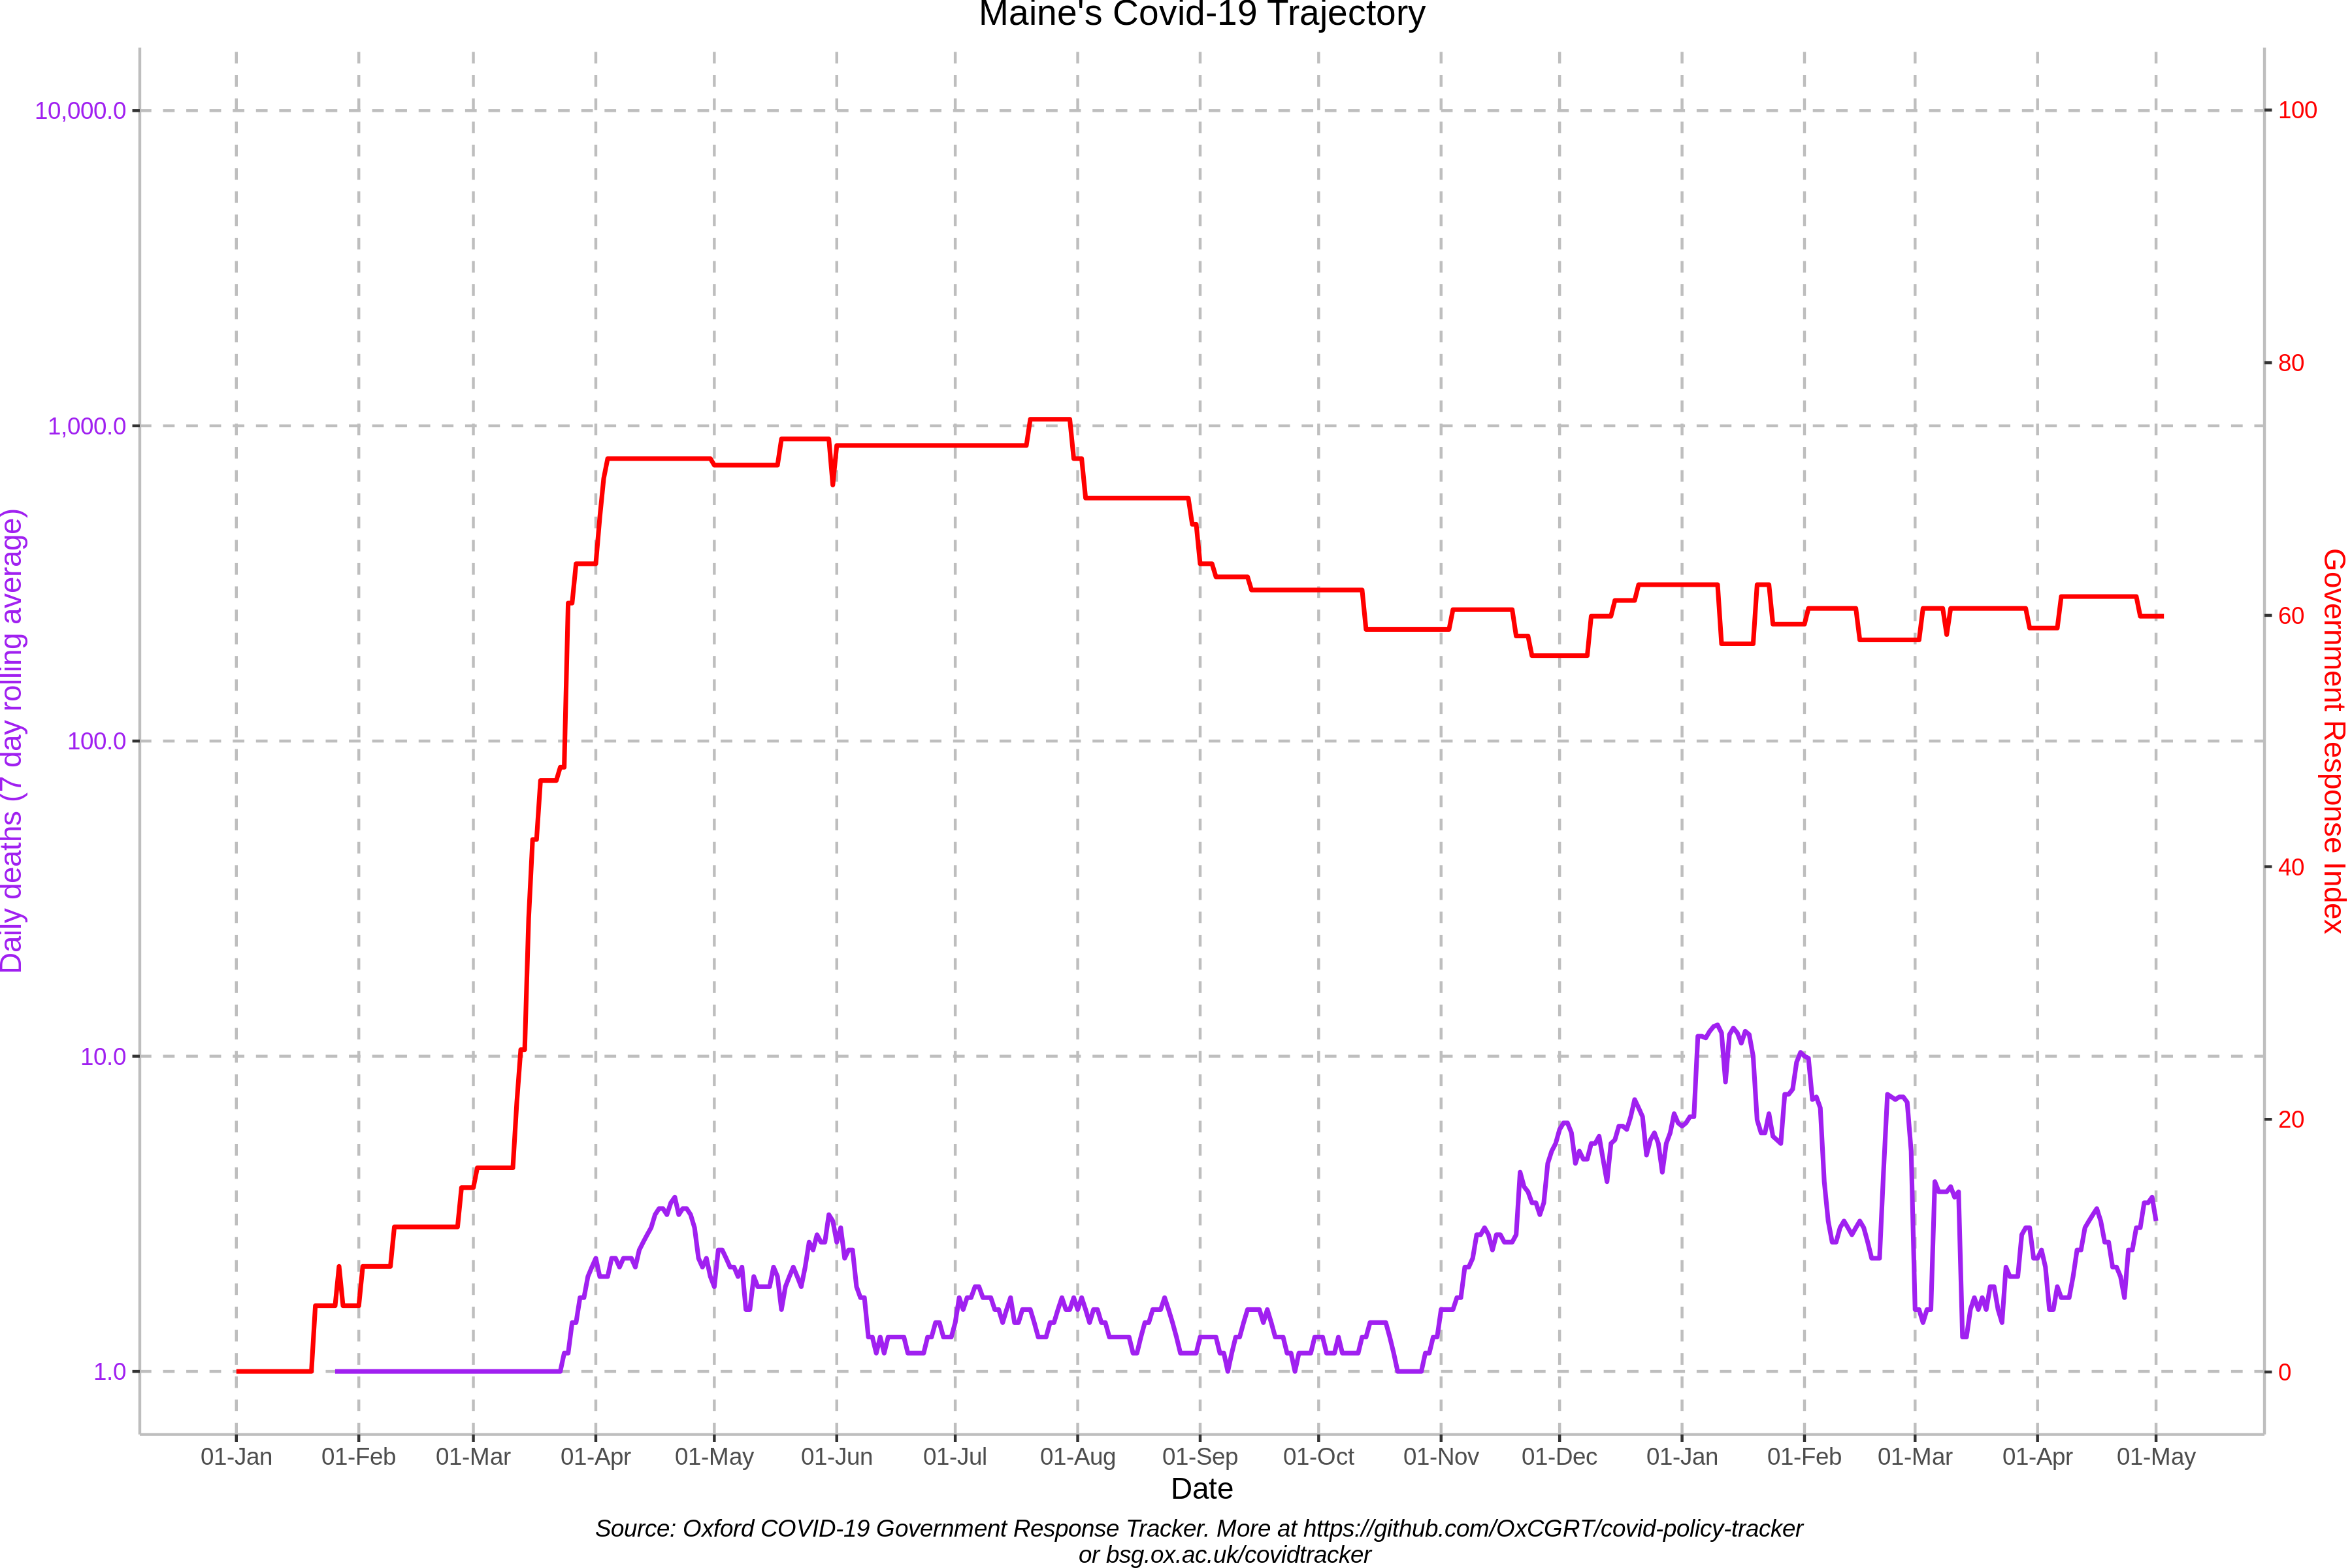 Maine's Covid-19 Trajectory
10,000.0
1,000.0
100.0
10.0
1.0
Daily deaths (7 day rolling average)
100
80
60
40
20
0
Government Response Index
01-Jan 01-Feb 01-Mar 01-Apr 01-May 01-Jun 01-Jul 01-Aug 01-Sep 01-Oct 01-Nov 01-Dec 01-Jan 01-Feb 01-Mar 01-Apr 01-May
Date
Source: Oxford COVID-19 Government Response Tracker. More at https://github.com/OxCGRT/covid-policy-tracker
or bsg.ox.ac.uk/covidtracker